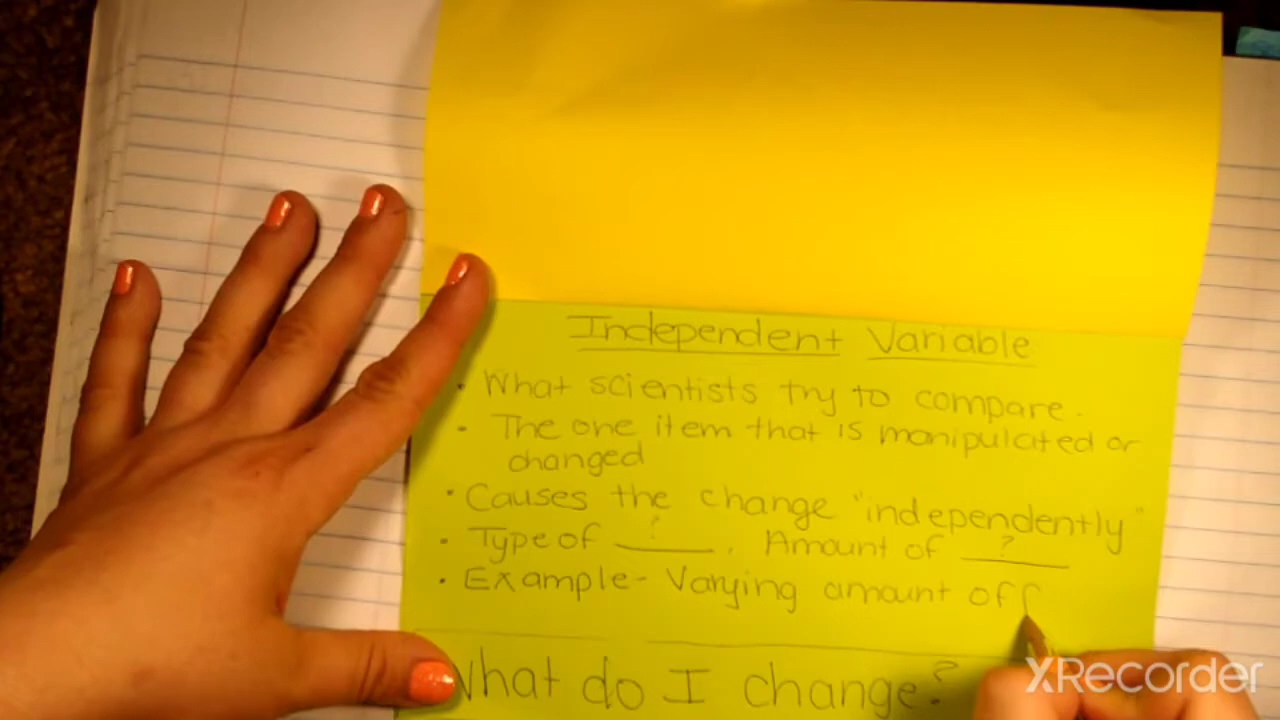 Independent Variable
• What scientists try to compare.
• The one item that is manipulated or
changed
• Causes the change "independently"
• Type of ___?___. Amount of ___?___
• Example - Varying amount of f
What do I change?
XRecorder